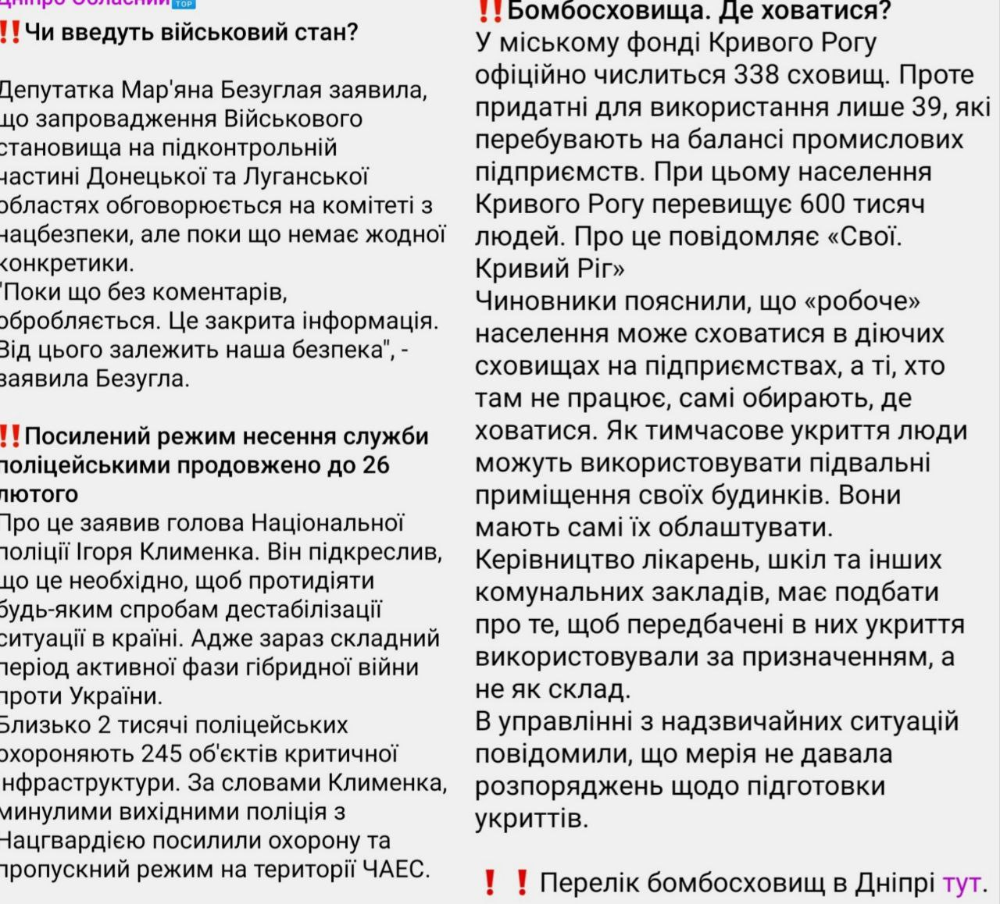 Дніпро Обласний TOP
‼Чи введуть військовий стан?
Депутатка Мар'яна Безуглая заявила,
що запровадження Військового
становища на підконтрольній
частині Донецької та Луганської
областях обговорюється на комітеті з
нацбезпеки, але поки що немає жодної
конкретики.
"Поки що без коментарів,
обробляється. Це закрита інформація.
Від цього залежить наша безпека", -
заявила Безугла.
‼Посилений режим несення служби
поліцейськими продовжено до 26
лютого
Про це заявив голова Національної
поліції Ігоря Клименка. Він підкреслив,
що це необхідно, щоб протидіяти
будь-яким спробам дестабілізації
ситуації в країні. Адже зараз складний
період активної фази гібридної війни
проти України.
Близько 2 тисячі поліцейських
охороняють 245 об'єктів критичної
інфраструктури. За словами Клименка,
минулими вихідними поліція з
Нацгвардією посилили охорону та
пропускний режим на території ЧАЕС.
‼Бомбосховища. Де ховатися?
У міському фонді Кривого Рогу
офіційно числиться 338 сховищ. Проте
придатні для використання лише 39, які
перебувають на балансі промислових
підприємств. При цьому населення
Кривого Рогу перевищує 600 тисяч
людей. Про це повідомляє «Свої.
Кривий Ріг»
Чиновники пояснили, що «робоче»
населення може сховатися в діючих
сховищах на підприємствах, а ті, хто
там не працює, самі обирають, де
ховатися. Як тимчасове укриття люди
можуть використовувати підвальні
приміщення своїх будинків. Вони
мають самі їх облаштувати.
Керівництво лікарень, шкіл та інших
комунальних закладів, має подбати
про те, щоб передбачені в них укриття
використовували за призначенням, а
не як склад.
В управлінні з надзвичайних ситуацій
повідомили, що мерія не давала
розпоряджень щодо підготовки
укриттів.
❗❗Перелік бомбосховищ в Дніпрі тут.